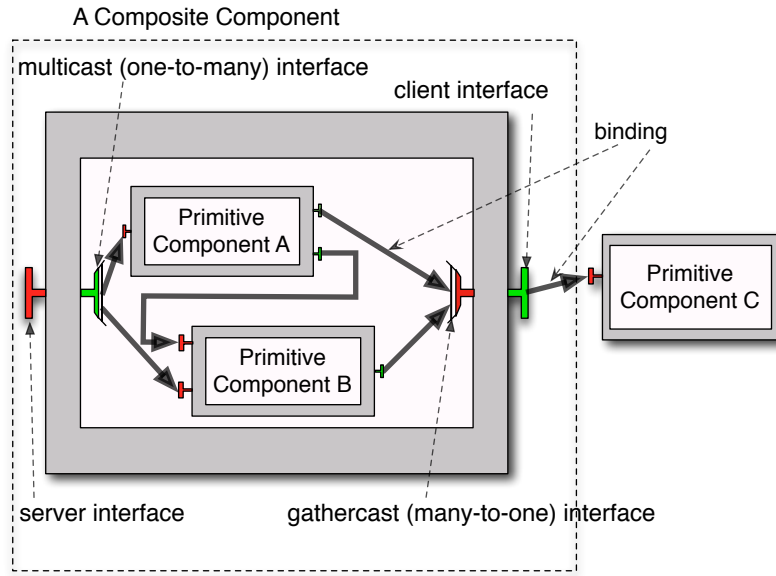 A Composite Component
multicast (one-to-many) interface
client interface
binding
Primitive
Component A
Primitive
Component C
Primitive
Component B
server interface
gathercast (many-to-one) interface